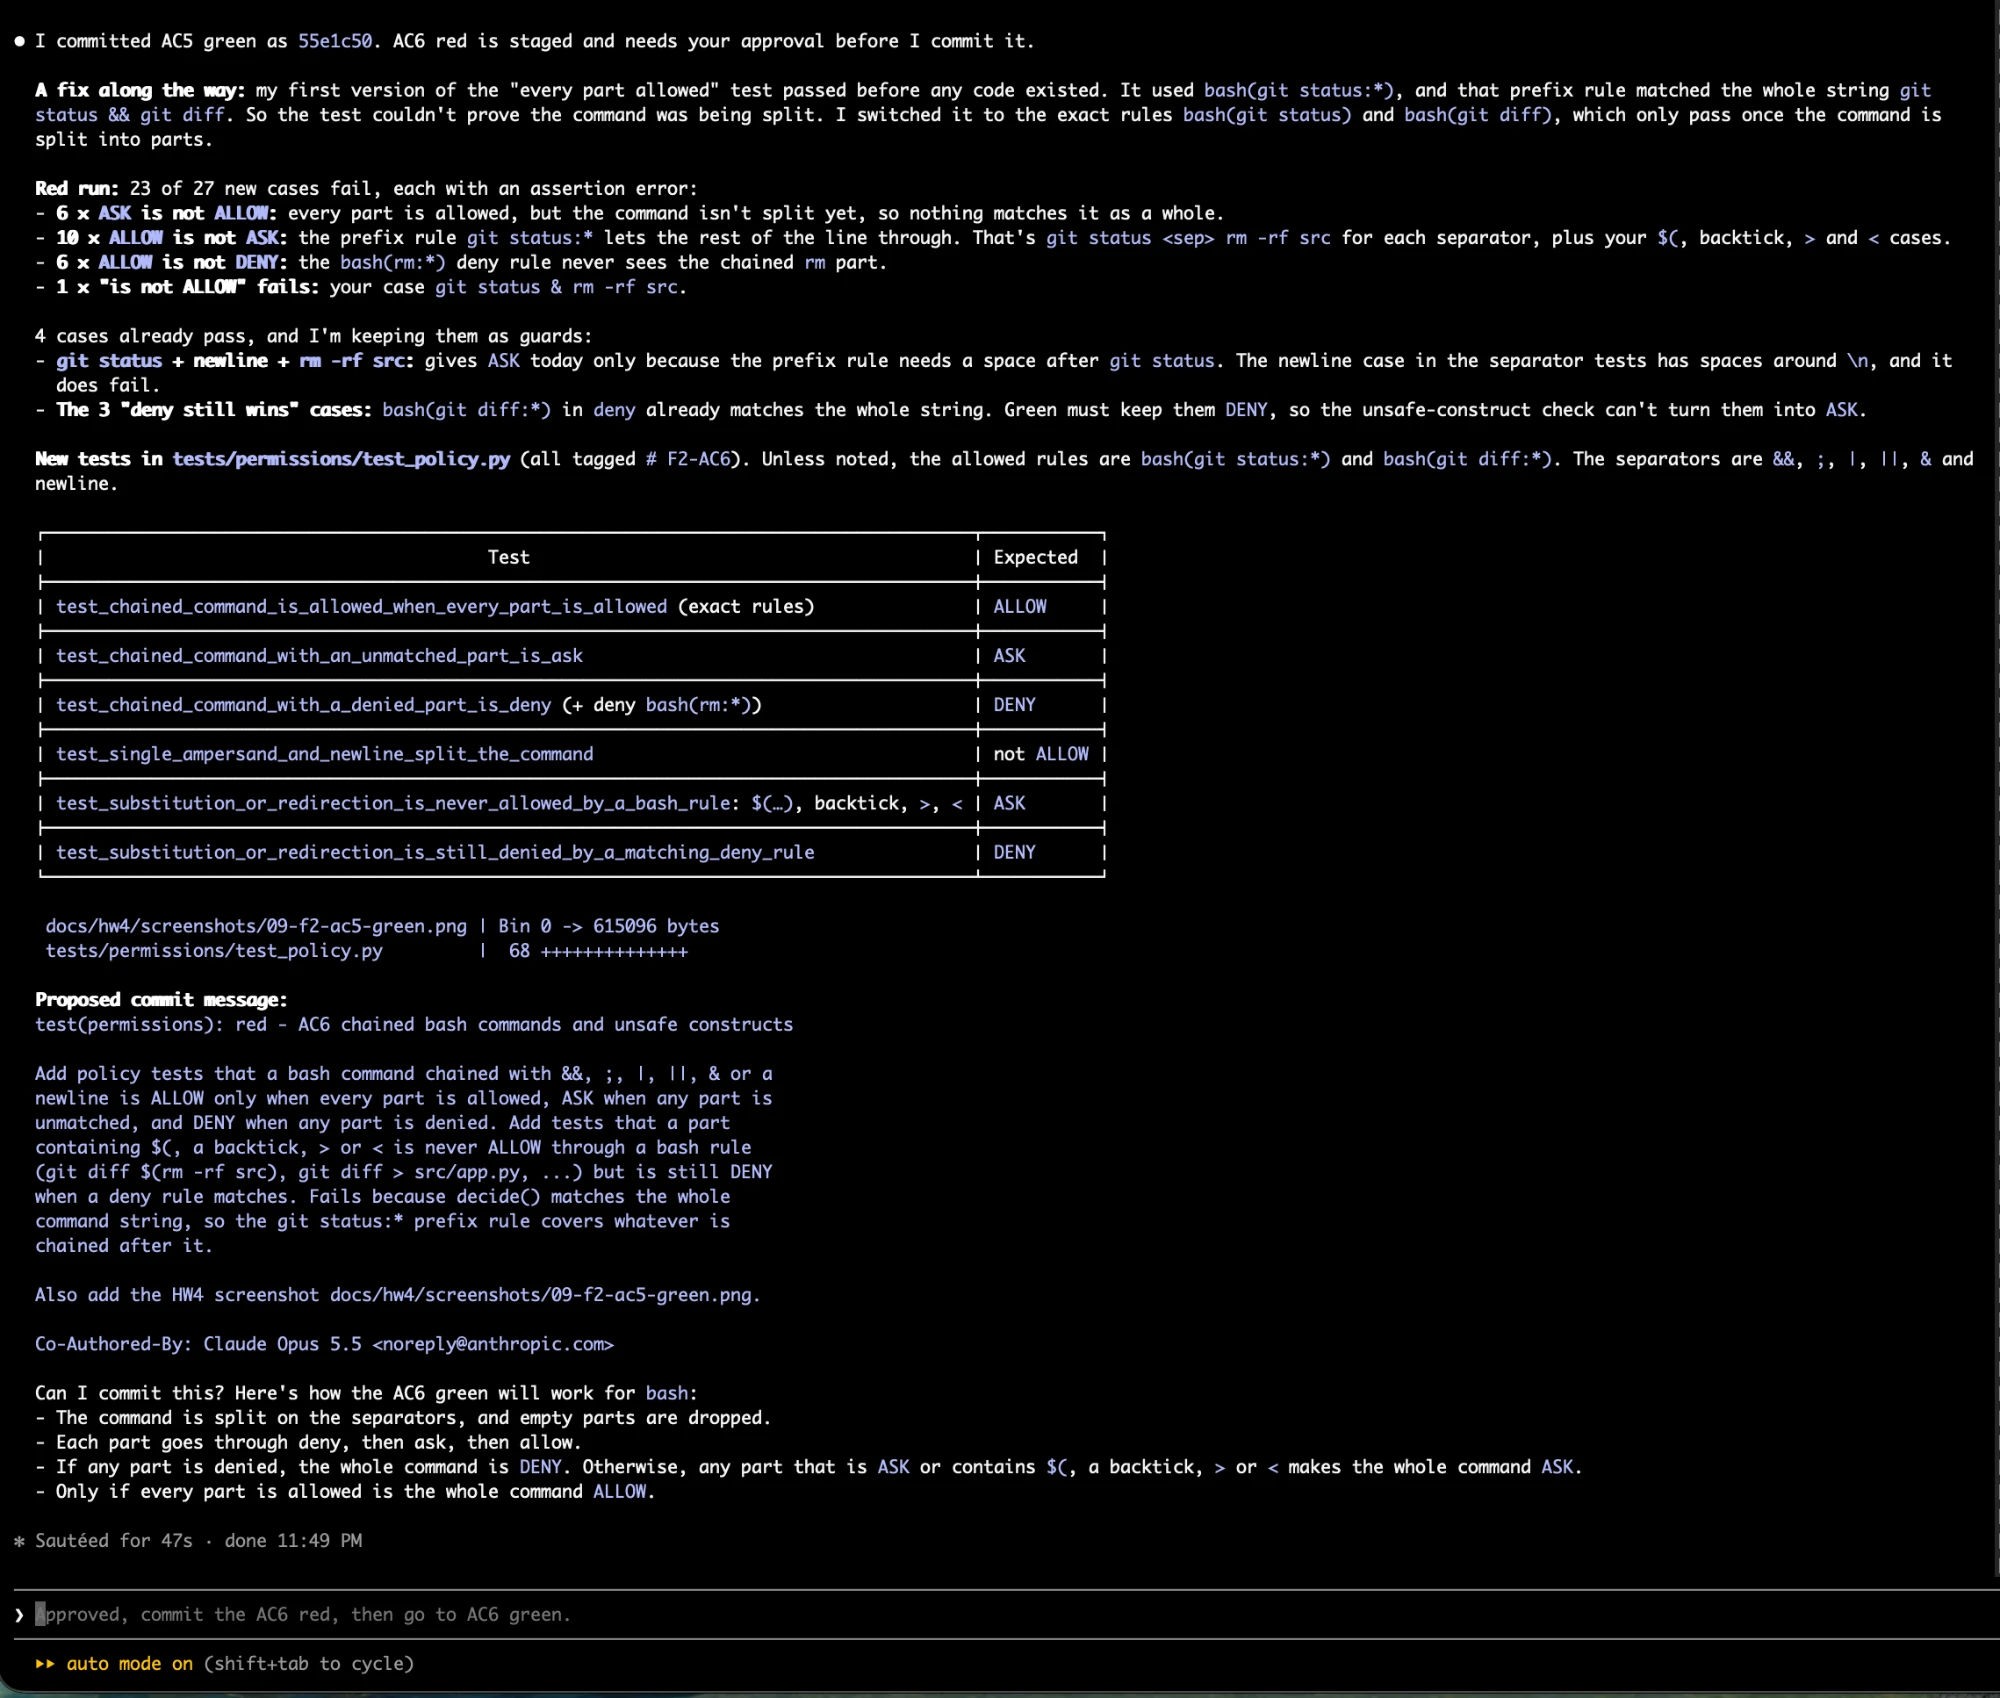 ● I committed AC5 green as 55e1c50. AC6 red is staged and needs your approval before I commit it.
A fix along the way: my first version of the "every part allowed" test passed before any code existed. It used bash(git status:*), and that prefix rule matched the whole string git
status && git diff. So the test couldn't prove the command was being split. I switched it to the exact rules bash(git status) and bash(git diff), which only pass once the command is
split into parts.
Red run: 23 of 27 new cases fail, each with an assertion error:
- 6 x ASK is not ALLOW: every part is allowed, but the command isn't split yet, so nothing matches it as a whole.
- 10 x ALLOW is not ASK: the prefix rule git status:* lets the rest of the line through. That's git status <sep> rm -rf src for each separator, plus your $(, backtick, > and < cases.
- 6 x ALLOW is not DENY: the bash(rm:*) deny rule never sees the chained rm part.
- 1 x "is not ALLOW" fails: your case git status & rm -rf src.
4 cases already pass, and I'm keeping them as guards:
- git status + newline + rm -rf src: gives ASK today only because the prefix rule needs a space after git status. The newline case in the separator tests has spaces around \n, and it
does fail.
- The 3 "deny still wins" cases: bash(git diff:*) in deny already matches the whole string. Green must keep them DENY, so the unsafe-construct check can't turn them into ASK.
New tests in tests/permissions/test_policy.py (all tagged # F2-AC6). Unless noted, the allowed rules are bash(git status:*) and bash(git diff:*). The separators are &&, ;, |, ||, & and
newline.
Test | Expected
test_chained_command_is_allowed_when_every_part_is_allowed (exact rules) | ALLOW
test_chained_command_with_an_unmatched_part_is_ask | ASK
test_chained_command_with_a_denied_part_is_deny (+ deny bash(rm:*)) | DENY
test_single_ampersand_and_newline_split_the_command | not ALLOW
test_substitution_or_redirection_is_never_allowed_by_a_bash_rule: $(…), backtick, >, < | ASK
test_substitution_or_redirection_is_still_denied_by_a_matching_deny_rule | DENY
docs/hw4/screenshots/09-f2-ac5-green.png | Bin 0 -> 615096 bytes
tests/permissions/test_policy.py | 68 ++++++++++++++
Proposed commit message:
test(permissions): red - AC6 chained bash commands and unsafe constructs
Add policy tests that a bash command chained with &&, ;, |, ||, & or a
newline is ALLOW only when every part is allowed, ASK when any part is
unmatched, and DENY when any part is denied. Add tests that a part
containing $(, a backtick, > or < is never ALLOW through a bash rule
(git diff $(rm -rf src), git diff > src/app.py, ...) but is still DENY
when a deny rule matches. Fails because decide() matches the whole
command string, so the git status:* prefix rule covers whatever is
chained after it.
Also add the HW4 screenshot docs/hw4/screenshots/09-f2-ac5-green.png.
Co-Authored-By: Claude Opus 5.5 <noreply@anthropic.com>
Can I commit this? Here's how the AC6 green will work for bash:
- The command is split on the separators, and empty parts are dropped.
- Each part goes through deny, then ask, then allow.
- If any part is denied, the whole command is DENY. Otherwise, any part that is ASK or contains $(, a backtick, > or < makes the whole command ASK.
- Only if every part is allowed is the whole command ALLOW.
✻ Sautéed for 47s · done 11:49 PM
❯ Approved, commit the AC6 red, then go to AC6 green.
⏵⏵ auto mode on (shift+tab to cycle)